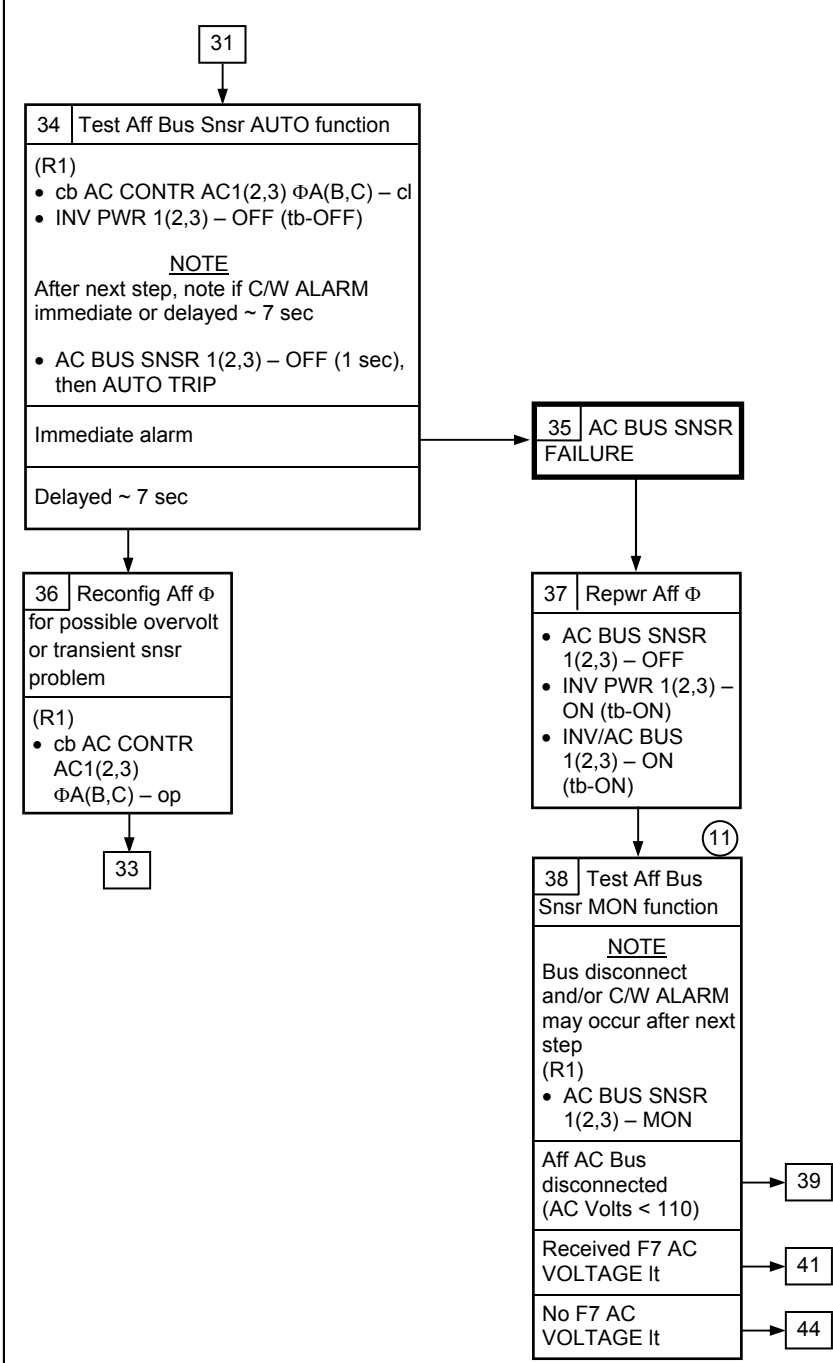 31
34 Test Aff Bus Snsr AUTO function
(R1)
• cb AC CONTR AC1(2,3) ΦA(B,C) – cl
• INV PWR 1(2,3) – OFF (tb-OFF)
NOTE
After next step, note if C/W ALARM
immediate or delayed ~ 7 sec
• AC BUS SNSR 1(2,3) – OFF (1 sec),
then AUTO TRIP
Immediate alarm
Delayed ~ 7 sec
35 AC BUS SNSR
FAILURE
36 Reconfig Aff Φ
for possible overvolt
or transient snsr
problem
(R1)
• cb AC CONTR
AC1(2,3)
ΦA(B,C) – op
33
37 Repwr Aff Φ
• AC BUS SNSR
1(2,3) – OFF
• INV PWR 1(2,3) –
ON (tb-ON)
• INV/AC BUS
1(2,3) – ON
(tb-ON)
11
38 Test Aff Bus
Snsr MON function
NOTE
Bus disconnect
and/or C/W ALARM
may occur after next
step
(R1)
• AC BUS SNSR
1(2,3) – MON
Aff AC Bus
disconnected
(AC Volts < 110)
39
Received F7 AC
VOLTAGE lt
41
No F7 AC
VOLTAGE lt
44